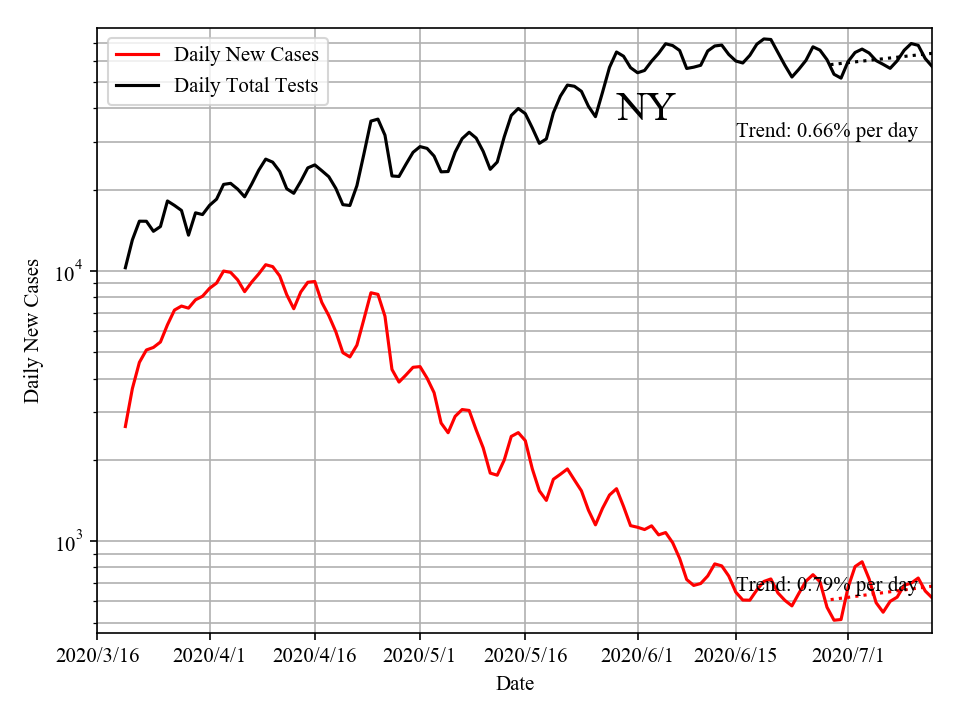 Daily New Cases
Daily Total Tests
NY
Trend: 0.66% per day
10^4
Daily New Cases
10^3
Trend: 0.79% per day
2020/3/16 2020/4/1 2020/4/16 2020/5/1 2020/5/16 2020/6/1 2020/6/15 2020/7/1
Date